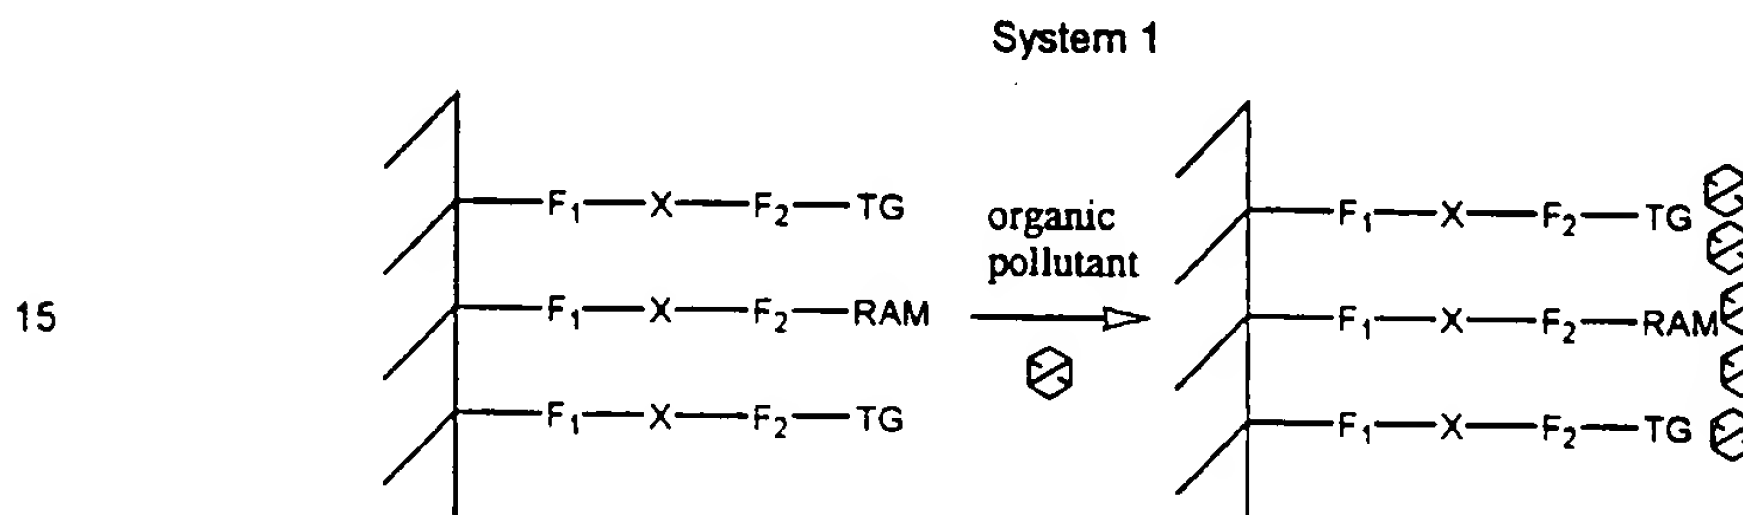 System 1
F₁—X—F₂—TG
F₁—X—F₂—TG
organic
pollutant
15
F₁—X—F₂—RAM
F₁—X—F₂—RAM
F₁—X—F₂—TG
F₁—X—F₂—TG